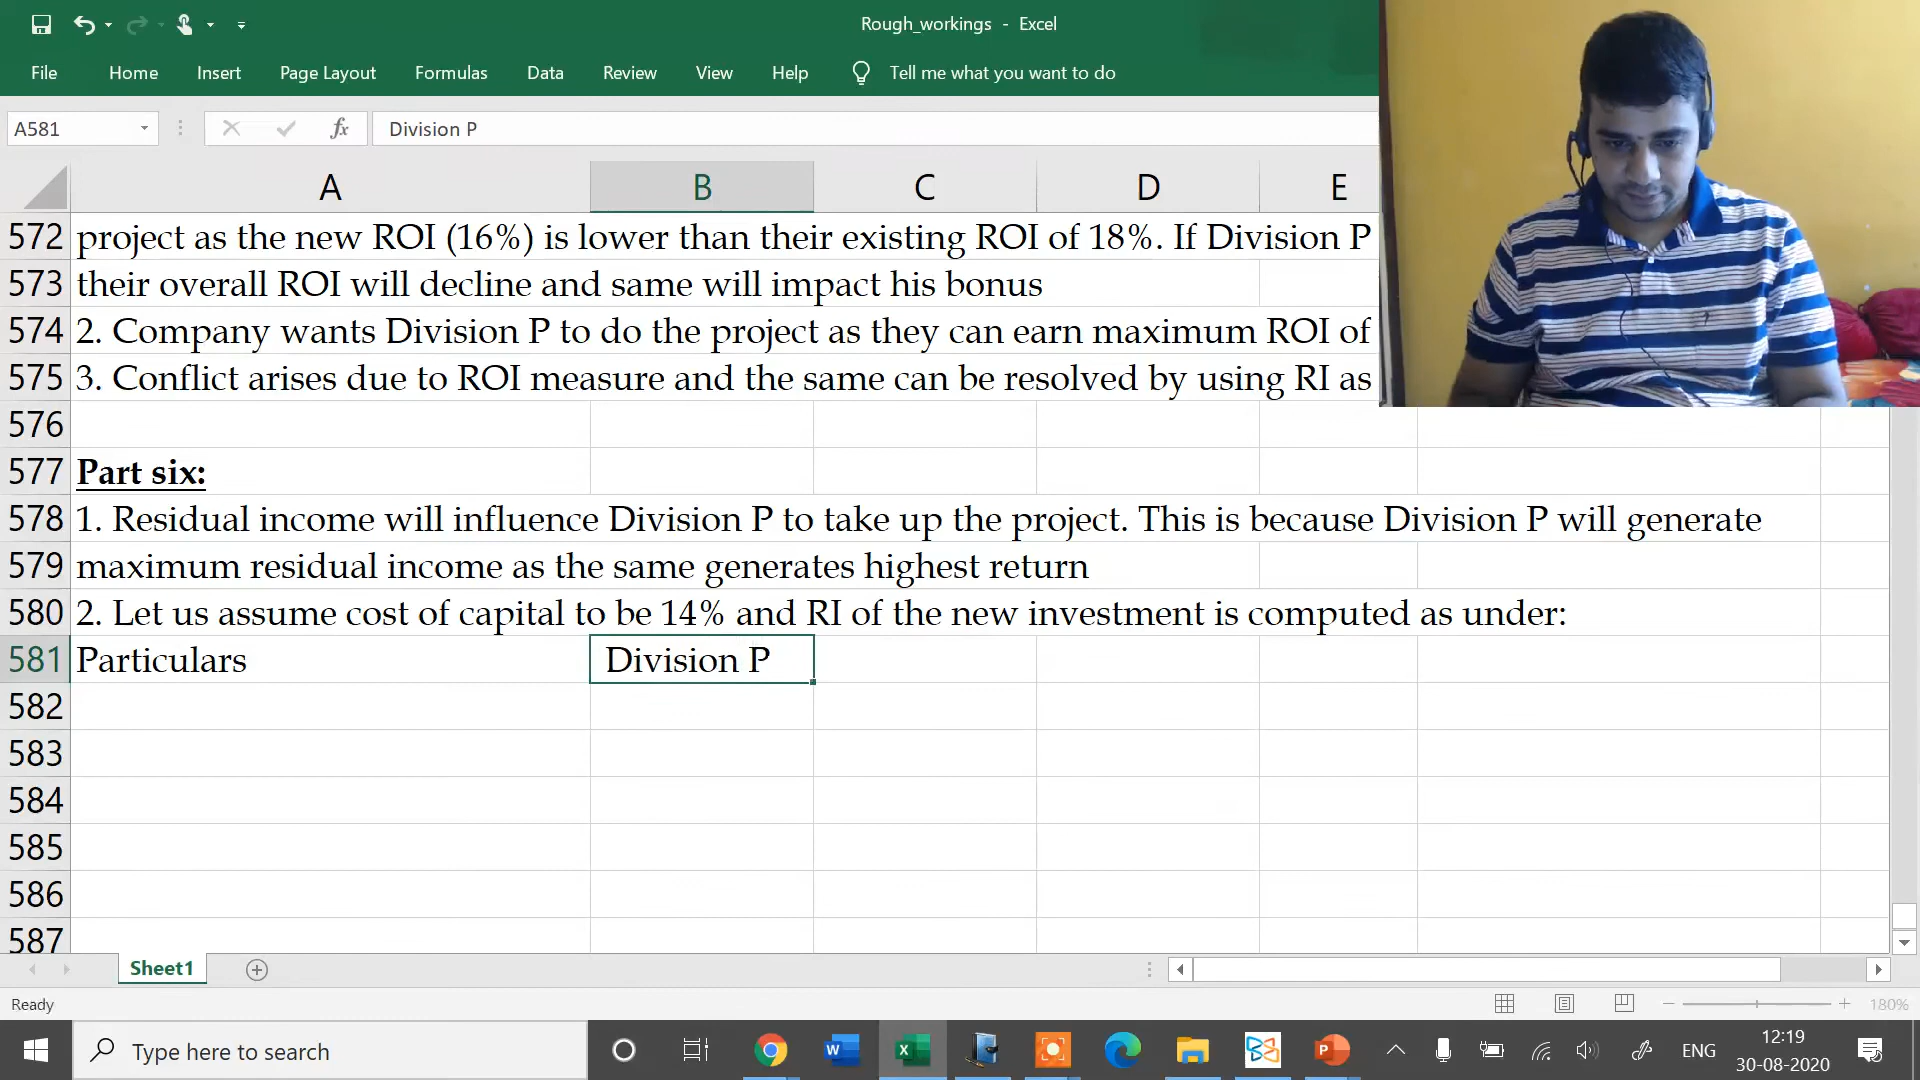 Rough_workings - Excel
File Home Insert Page Layout Formulas Data Review View Help Tell me what you want to do
A581 fx Division P
A B C D E
572 project as the new ROI (16%) is lower than their existing ROI of 18%. If Division P
573 their overall ROI will decline and same will impact his bonus
574 2. Company wants Division P to do the project as they can earn maximum ROI of
575 3. Conflict arises due to ROI measure and the same can be resolved by using RI as
576
577 Part six:
578 1. Residual income will influence Division P to take up the project. This is because Division P will generate
579 maximum residual income as the same generates highest return
580 2. Let us assume cost of capital to be 14% and RI of the new investment is computed as under:
581 Particulars Division P
582
583
584
585
586
587
Sheet1
Ready 180%
Type here to search ENG 12:19
30-08-2020